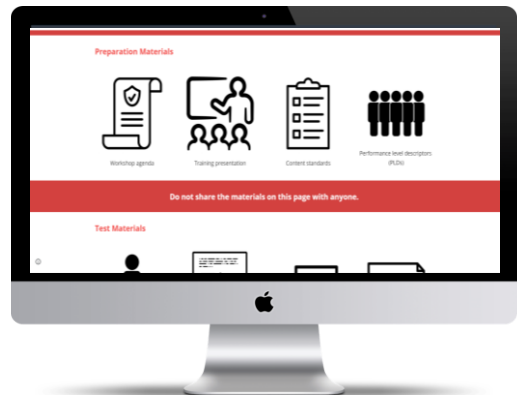 Preparation Materials
Workshop agenda
Training presentation
Content standards
Performance level descriptors
(PLDs)
Do not share the materials on this page with anyone.
Test Materials